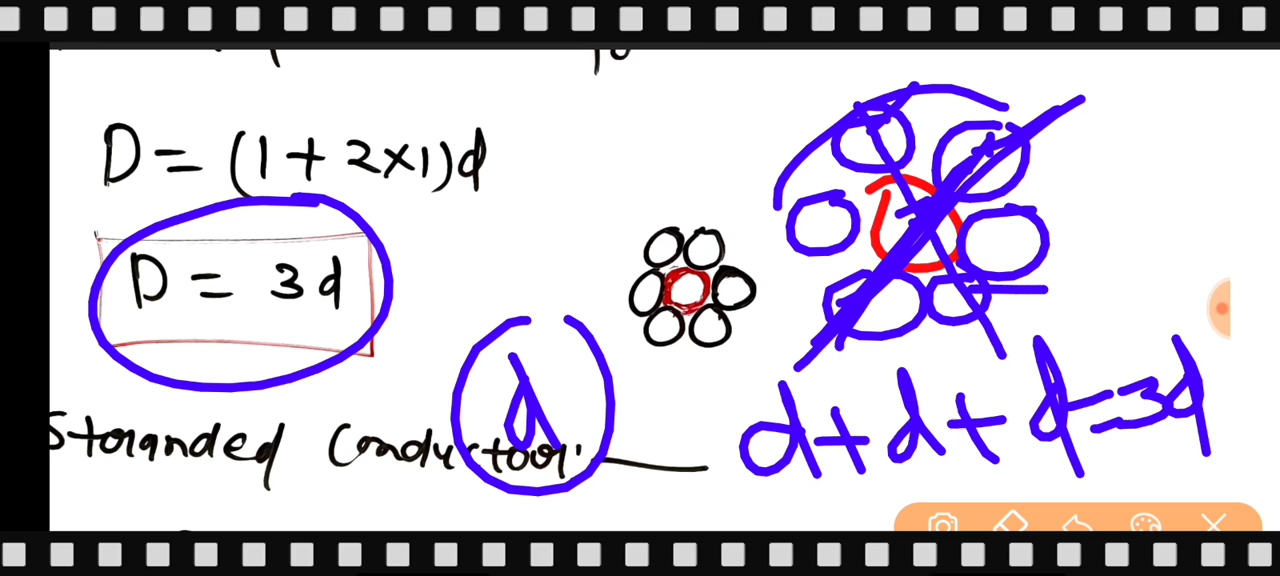 D = (1 + 2×1)d
D = 3d
d
d + d + d = 3d
Stranded Conductor